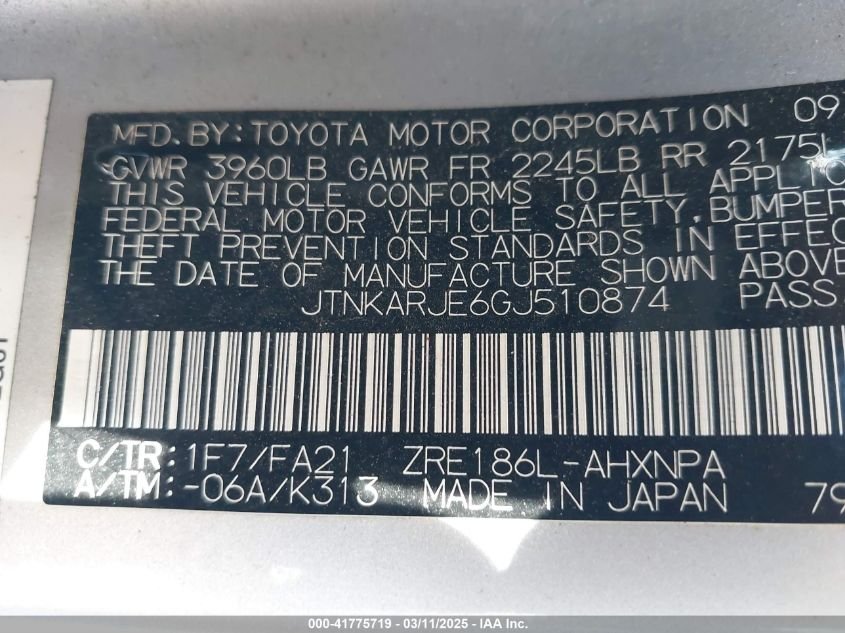 MFD.BY:TOYOTA MOTOR CORPORATION 09
GVWR 3960LB GAWR FR 2245LB RR 2175L
THIS VEHICLE CONFORMS TO ALL APPLIC
FEDERAL MOTOR VEHICLE SAFETY,BUMPER
THEFT PREVENTION STANDARDS IN EFFEC
THE DATE OF MANUFACTURE SHOWN ABOVE
JTNKARJE6GJ510874 PASS
C/TR:1F7/FA21 ZRE186L-AHXNPA
A/TM:-06A/K313 MADE IN JAPAN 79
000-41775719 - 03/11/2025 - IAA Inc.